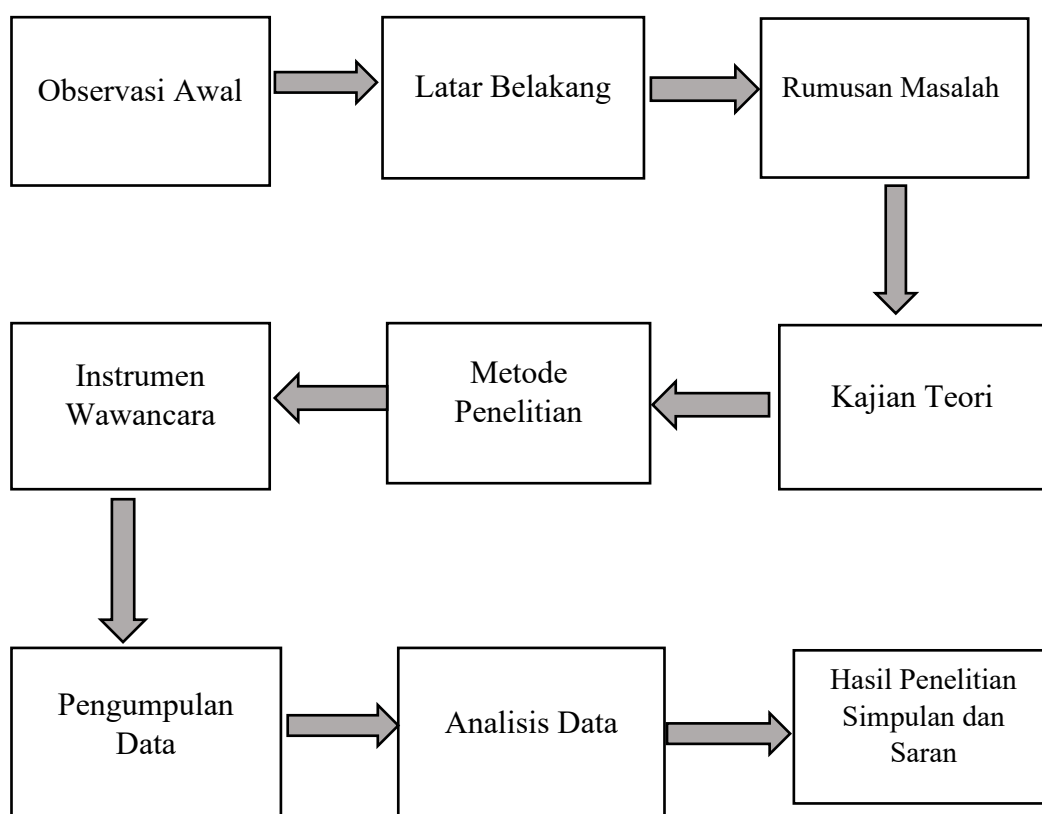 Observasi Awal
Latar Belakang
Rumusan Masalah
Kajian Teori
Metode
Penelitian
Instrumen
Wawancara
Pengumpulan
Data
Analisis Data
Hasil Penelitian
Simpulan dan
Saran